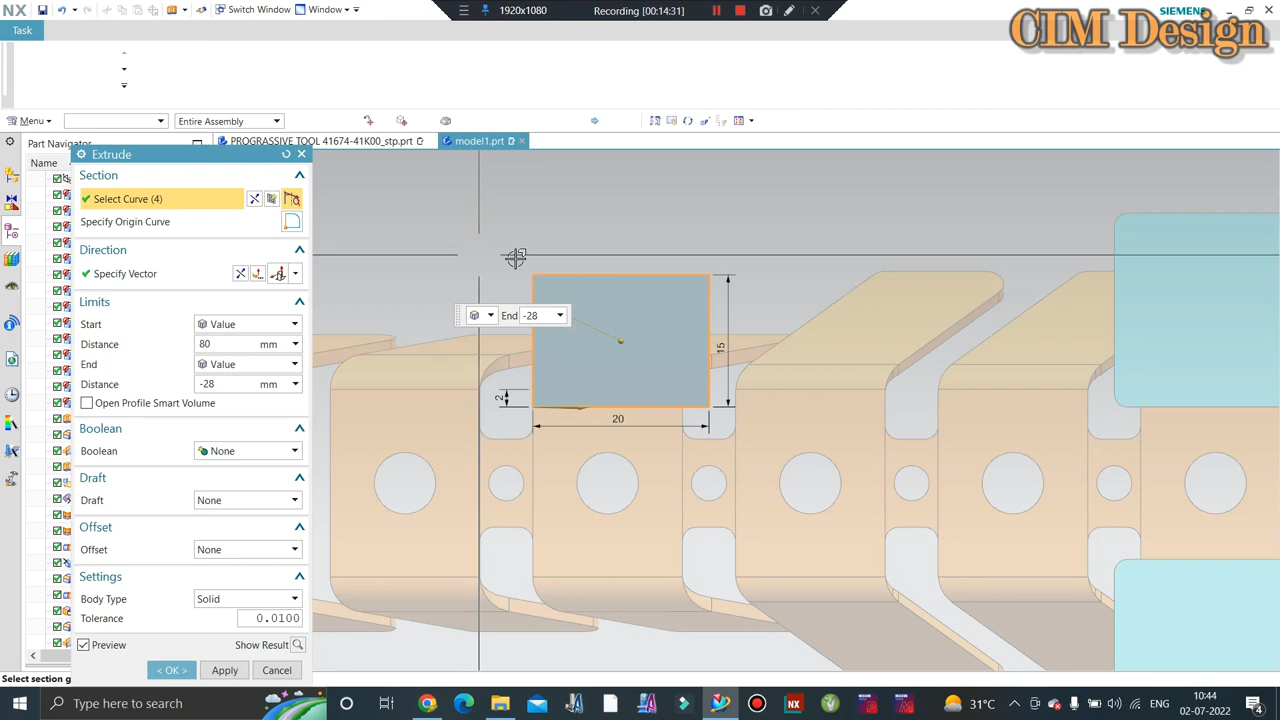 NX Switch Window Window 1920x1080 Recording [00:14:31] SIEMENS
CIM Design
Task
Menu Entire Assembly
Part Navigator PROGRASSIVE TOOL 41674-41K00_stp.prt model1.prt
Name
Extrude
Section
Select Curve (4)
Specify Origin Curve
Direction
Specify Vector
Limits
Start Value
Distance 80 mm
End Value
Distance -28 mm
Open Profile Smart Volume
Boolean
Boolean None
Draft
Draft None
Offset
Offset None
Settings
Body Type Solid
Tolerance 0.0100
Preview Show Result
< OK > Apply Cancel
End -28
15
2
20
Select section g
Type here to search 31°C ENG 10:44
02-07-2022 4